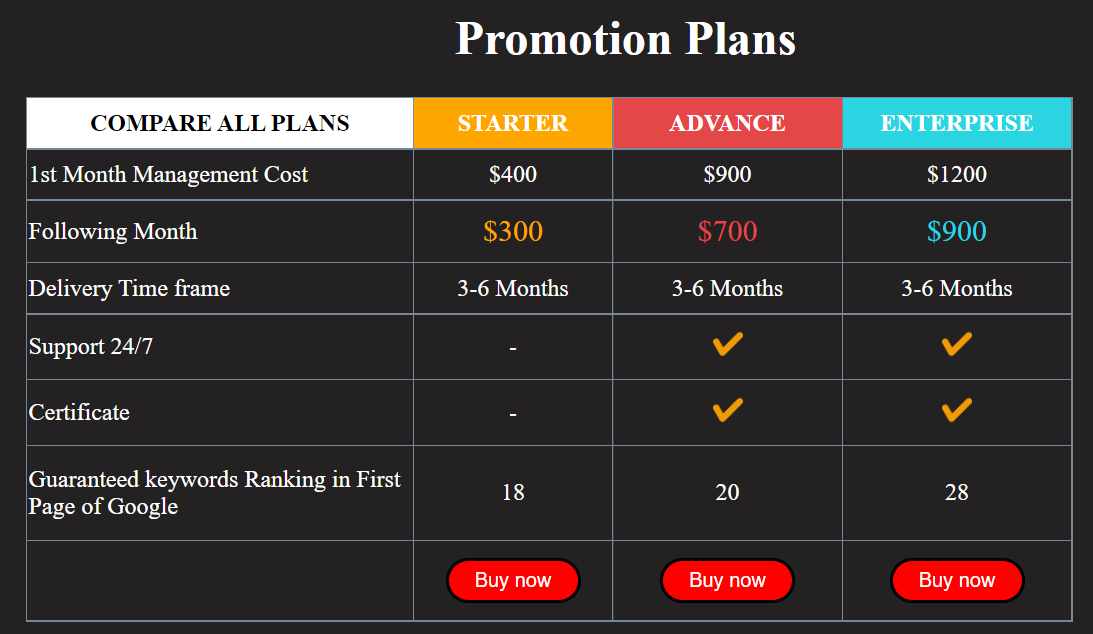 Promotion Plans
COMPARE ALL PLANS STARTER ADVANCE ENTERPRISE
1st Month Management Cost $400 $900 $1200
Following Month $300 $700 $900
Delivery Time frame 3-6 Months 3-6 Months 3-6 Months
Support 24/7 - ✔ ✔
Certificate - ✔ ✔
Guaranteed keywords Ranking in First
Page of Google 18 20 28
Buy now Buy now Buy now